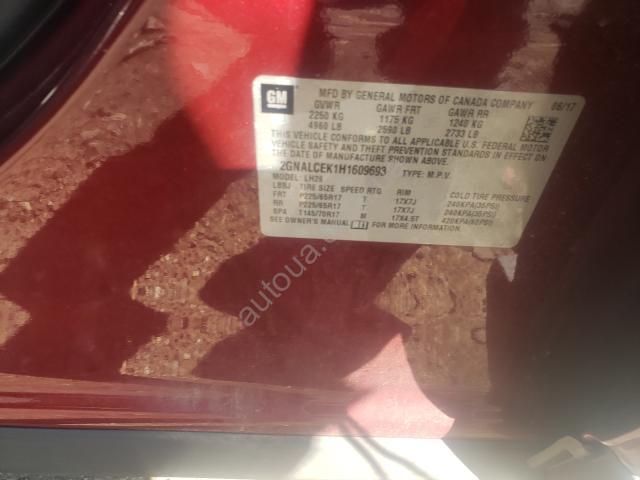 GM
MFD BY GENERAL MOTORS OF CANADA COMPANY 06/17
GVWR GAWR FRT GAWR RR
2250 KG 1175 KG 1240 KG
4960 LB 2590 LB 2733 LB
THIS VEHICLE CONFORMS TO ALL APPLICABLE U.S. FEDERAL MOTOR
VEHICLE SAFETY AND THEFT PREVENTION STANDARDS IN EFFECT
ON THE DATE OF MANUFACTURE SHOWN ABOVE.
2GNALCEK1H1609693 TYPE: M.P.V.
MODEL: LH26
LBBJ TIRE SIZE SPEED RTG RIM COLD TIRE PRESSURE
FRT P225/65R17 T 17X7J 240KPA(35PSI)
RR P225/65R17 T 17X7J 240KPA(35PSI)
SPA T145/70R17 M 17X4.5T 420KPA(60PSI)
SEE OWNER'S MANUAL
autoua.